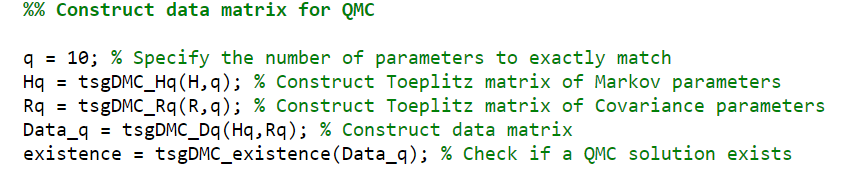 %% Construct data matrix for QMC
q = 10; % Specify the number of parameters to exactly match
Hq = tsgDMC_Hq(H,q); % Construct Toeplitz matrix of Markov parameters
Rq = tsgDMC_Rq(R,q); % Construct Toeplitz matrix of Covariance parameters
Data_q = tsgDMC_Dq(Hq,Rq); % Construct data matrix
existence = tsgDMC_existence(Data_q); % Check if a QMC solution exists